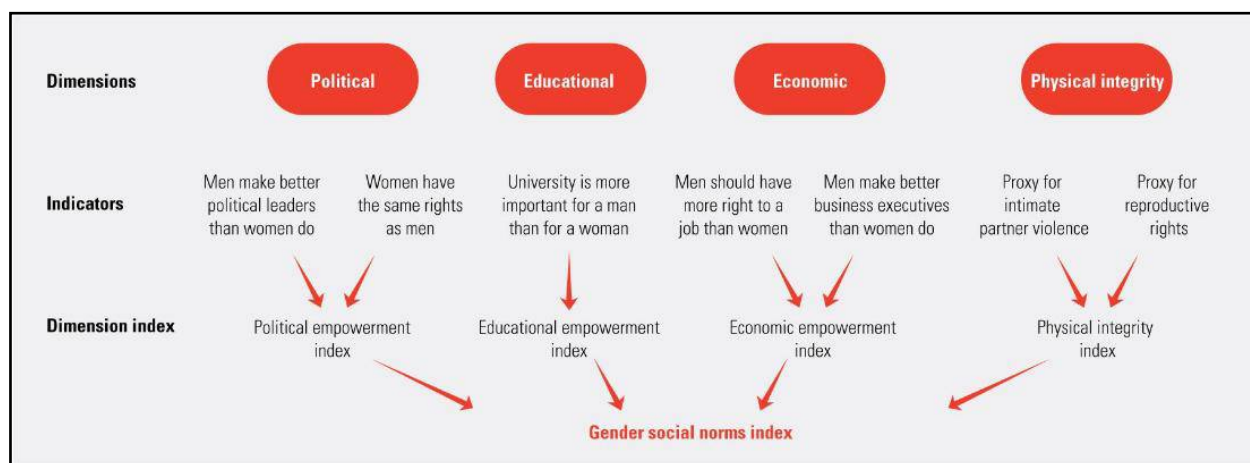 Dimensions
Political
Educational
Economic
Physical integrity
Indicators
Men make better
political leaders
than women do
Women have
the same rights
as men
University is more
important for a man
than for a woman
Men should have
more right to a
job than women
Men make better
business executives
than women do
Proxy for
intimate
partner violence
Proxy for
reproductive
rights
Dimension index
Political empowerment
index
Educational empowerment
index
Economic empowerment
index
Physical integrity
index
Gender social norms index